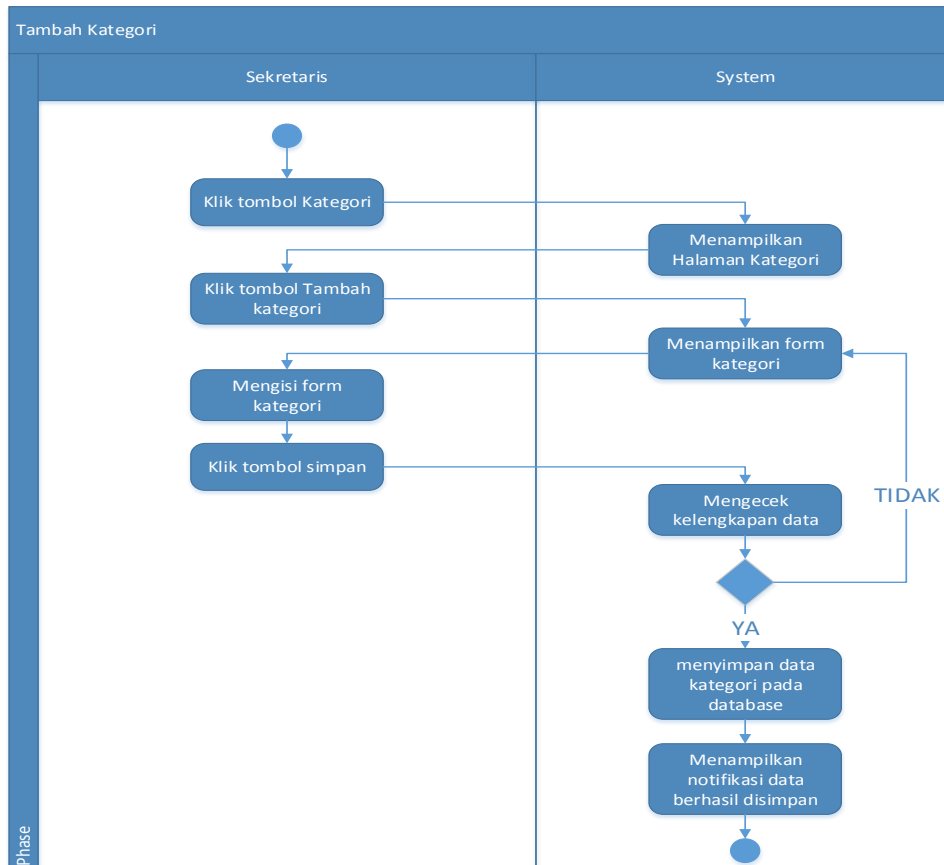 Tambah Kategori
Sekretaris
System
Klik tombol Kategori
Menampilkan
Halaman Kategori
Klik tombol Tambah
kategori
Menampilkan form
kategori
Mengisi form
kategori
Klik tombol simpan
Mengecek
kelengkapan data
TIDAK
YA
menyimpan data
kategori pada
database
Menampilkan
notifikasi data
berhasil disimpan
Phase